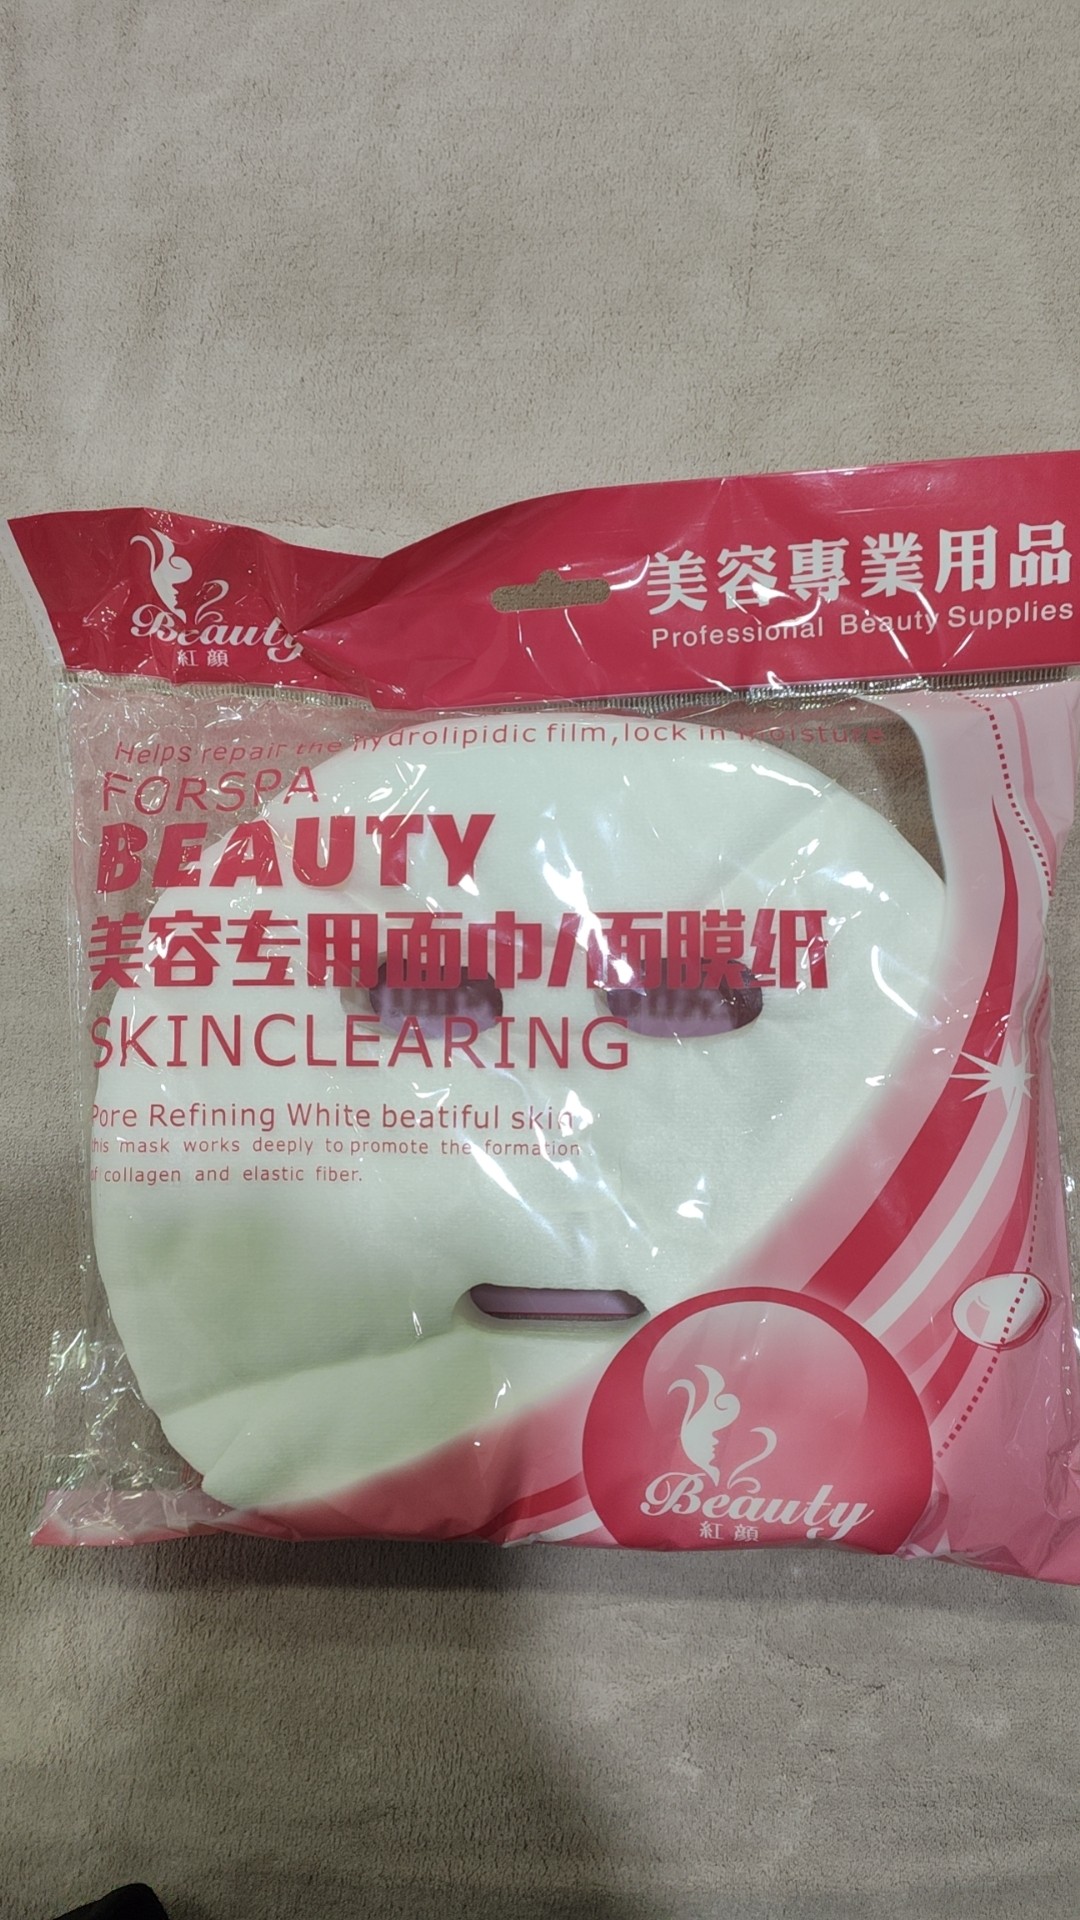 Beauty
紅顏
美容專業用品
Professional Beauty Supplies
Helps repair the hydrolipidic film,lock in moisture
FORSPA
BEAUTY
美容专用面巾/面膜纸
SKINCLEARING
Pore Refining White beatiful skin
this mask works deeply to promote the formation
of collagen and elastic fiber.
Beauty
紅顏